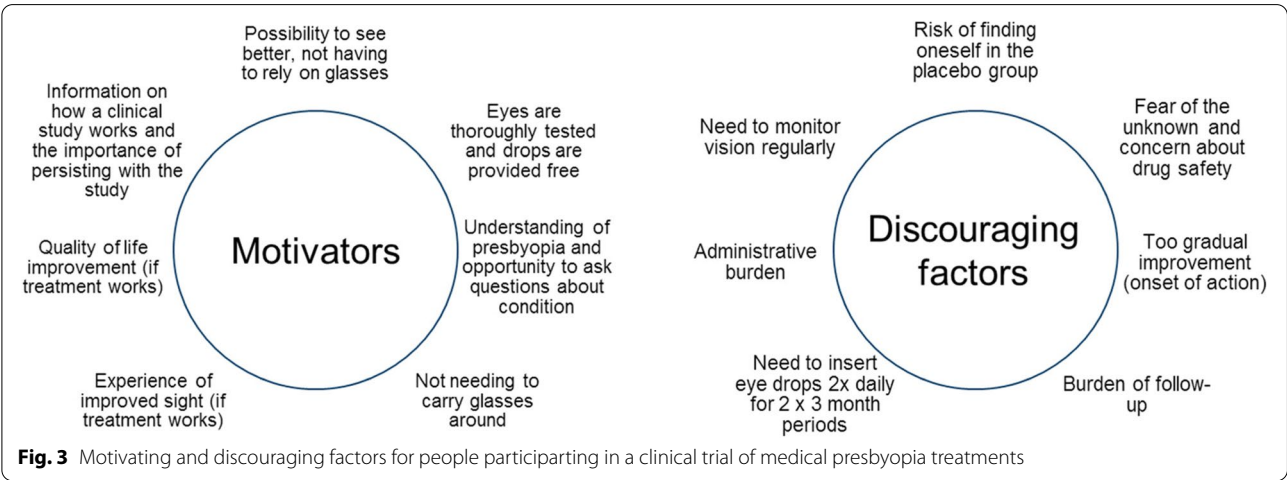 Possibility to see
better, not having
to rely on glasses
Eyes are
thoroughly tested
and drops are
provided free
Understanding of
presbyopia and
opportunity to ask
questions about
condition
Not needing to
carry glasses
around
Experience of
improved sight (if
treatment works)
Quality of life
improvement (if
treatment works)
Information on
how a clinical
study works and
the importance of
persisting with the
study
Motivators
Risk of finding
oneself in the
placebo group
Fear of the
unknown and
concern about
drug safety
Too gradual
improvement
(onset of action)
Burden of follow-
up
Need to insert
eye drops 2x daily
for 2 x 3 month
periods
Administrative
burden
Need to monitor
vision regularly
Discouraging
factors
Fig. 3 Motivating and discouraging factors for people participarting in a clinical trial of medical presbyopia treatments